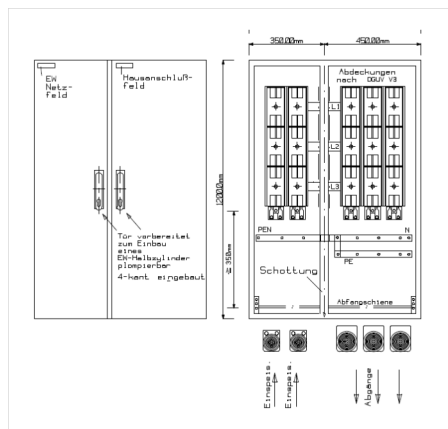 350.00mm
450.00mm
EW
Netz-
feld
Hausanschluß-
feld
Abdeckungen
nach DGUV V3
L1
L2
L3
1200.00mm
Tür vorbereitet
zum Einbau
eines
EW-Halbzylinder
plompierbar
4-kant eingebaut
PEN
N
PE
≥ 350mm
Schottung
Abfangschiene
Einspeis.
Einspeis.
Abgänge